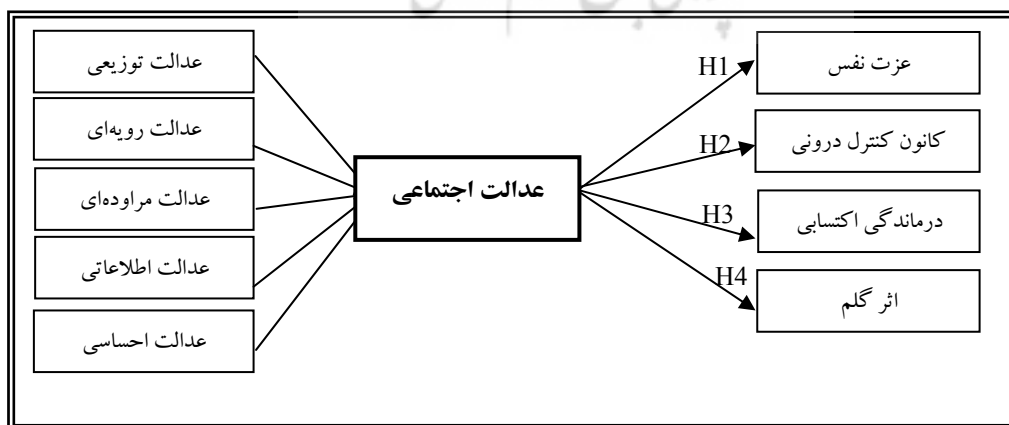 عدالت توزیعی
عدالت رویه‌ای
عدالت مراوده‌ای
عدالت اطلاعاتی
عدالت احساسی
عدالت اجتماعی
H1
عزت نفس
H2
کانون کنترل درونی
H3
درماندگی اکتسابی
H4
اثر گلم